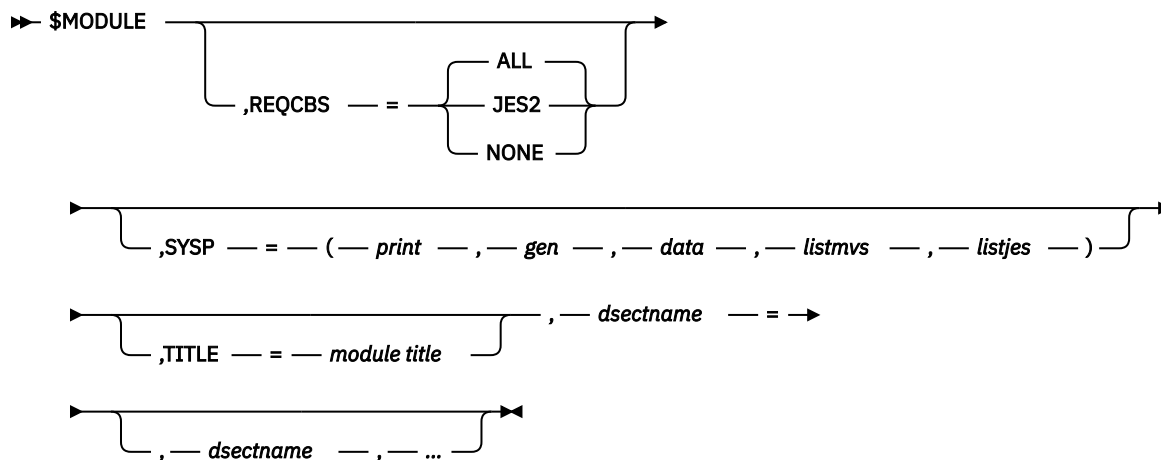 $MODULE
,REQCBS = ALL
JES2
NONE
,SYSP = ( print , gen , data , listmvs , listjes )
,TITLE = module title , dsectname =
, dsectname , ...